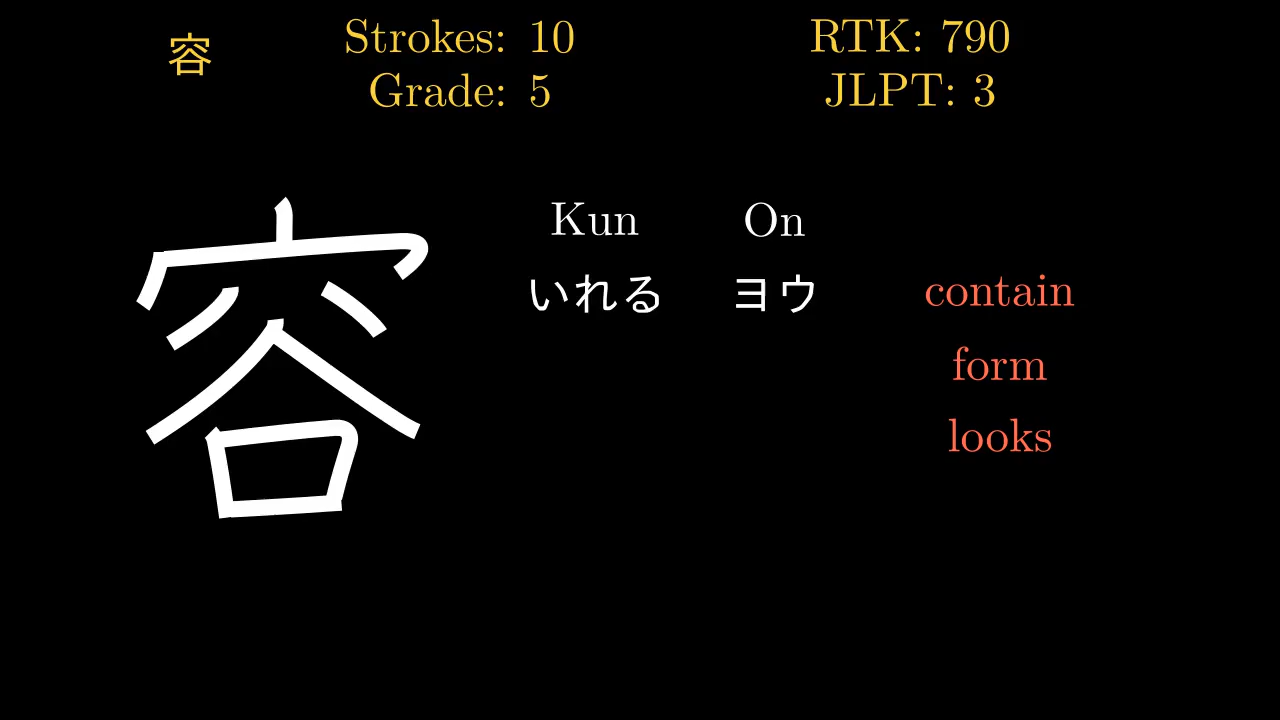 容
Strokes: 10
Grade: 5
RTK: 790
JLPT: 3
容
Kun
いれる
On
ヨウ
contain
form
looks